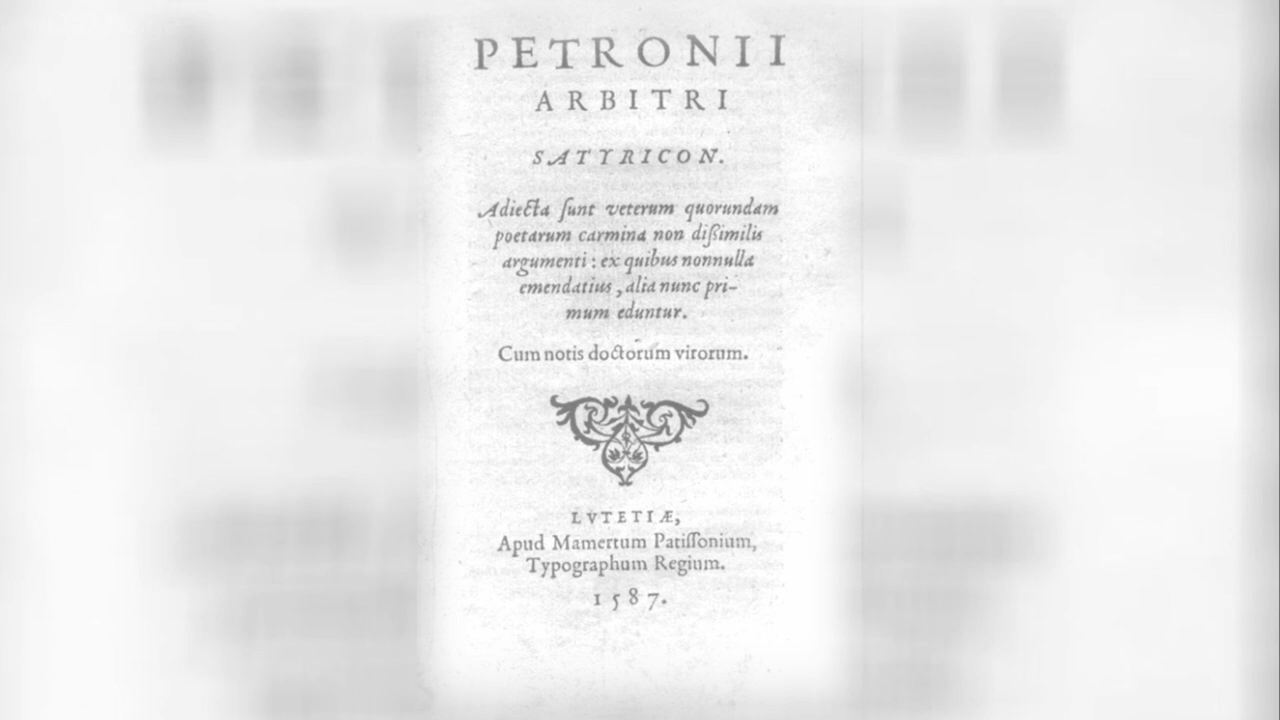 PETRONII
ARBITRI
SATYRICON.
Adiecta sunt veterum quorundam
poetarum carmina non dißimilis
argumenti : ex quibus nonnulla
emendatius , alia nunc pri-
mum eduntur.
Cum notis doctorum virorum.
LVTETIÆ,
Apud Mamertum Patissonium,
Typographum Regium.
1587.